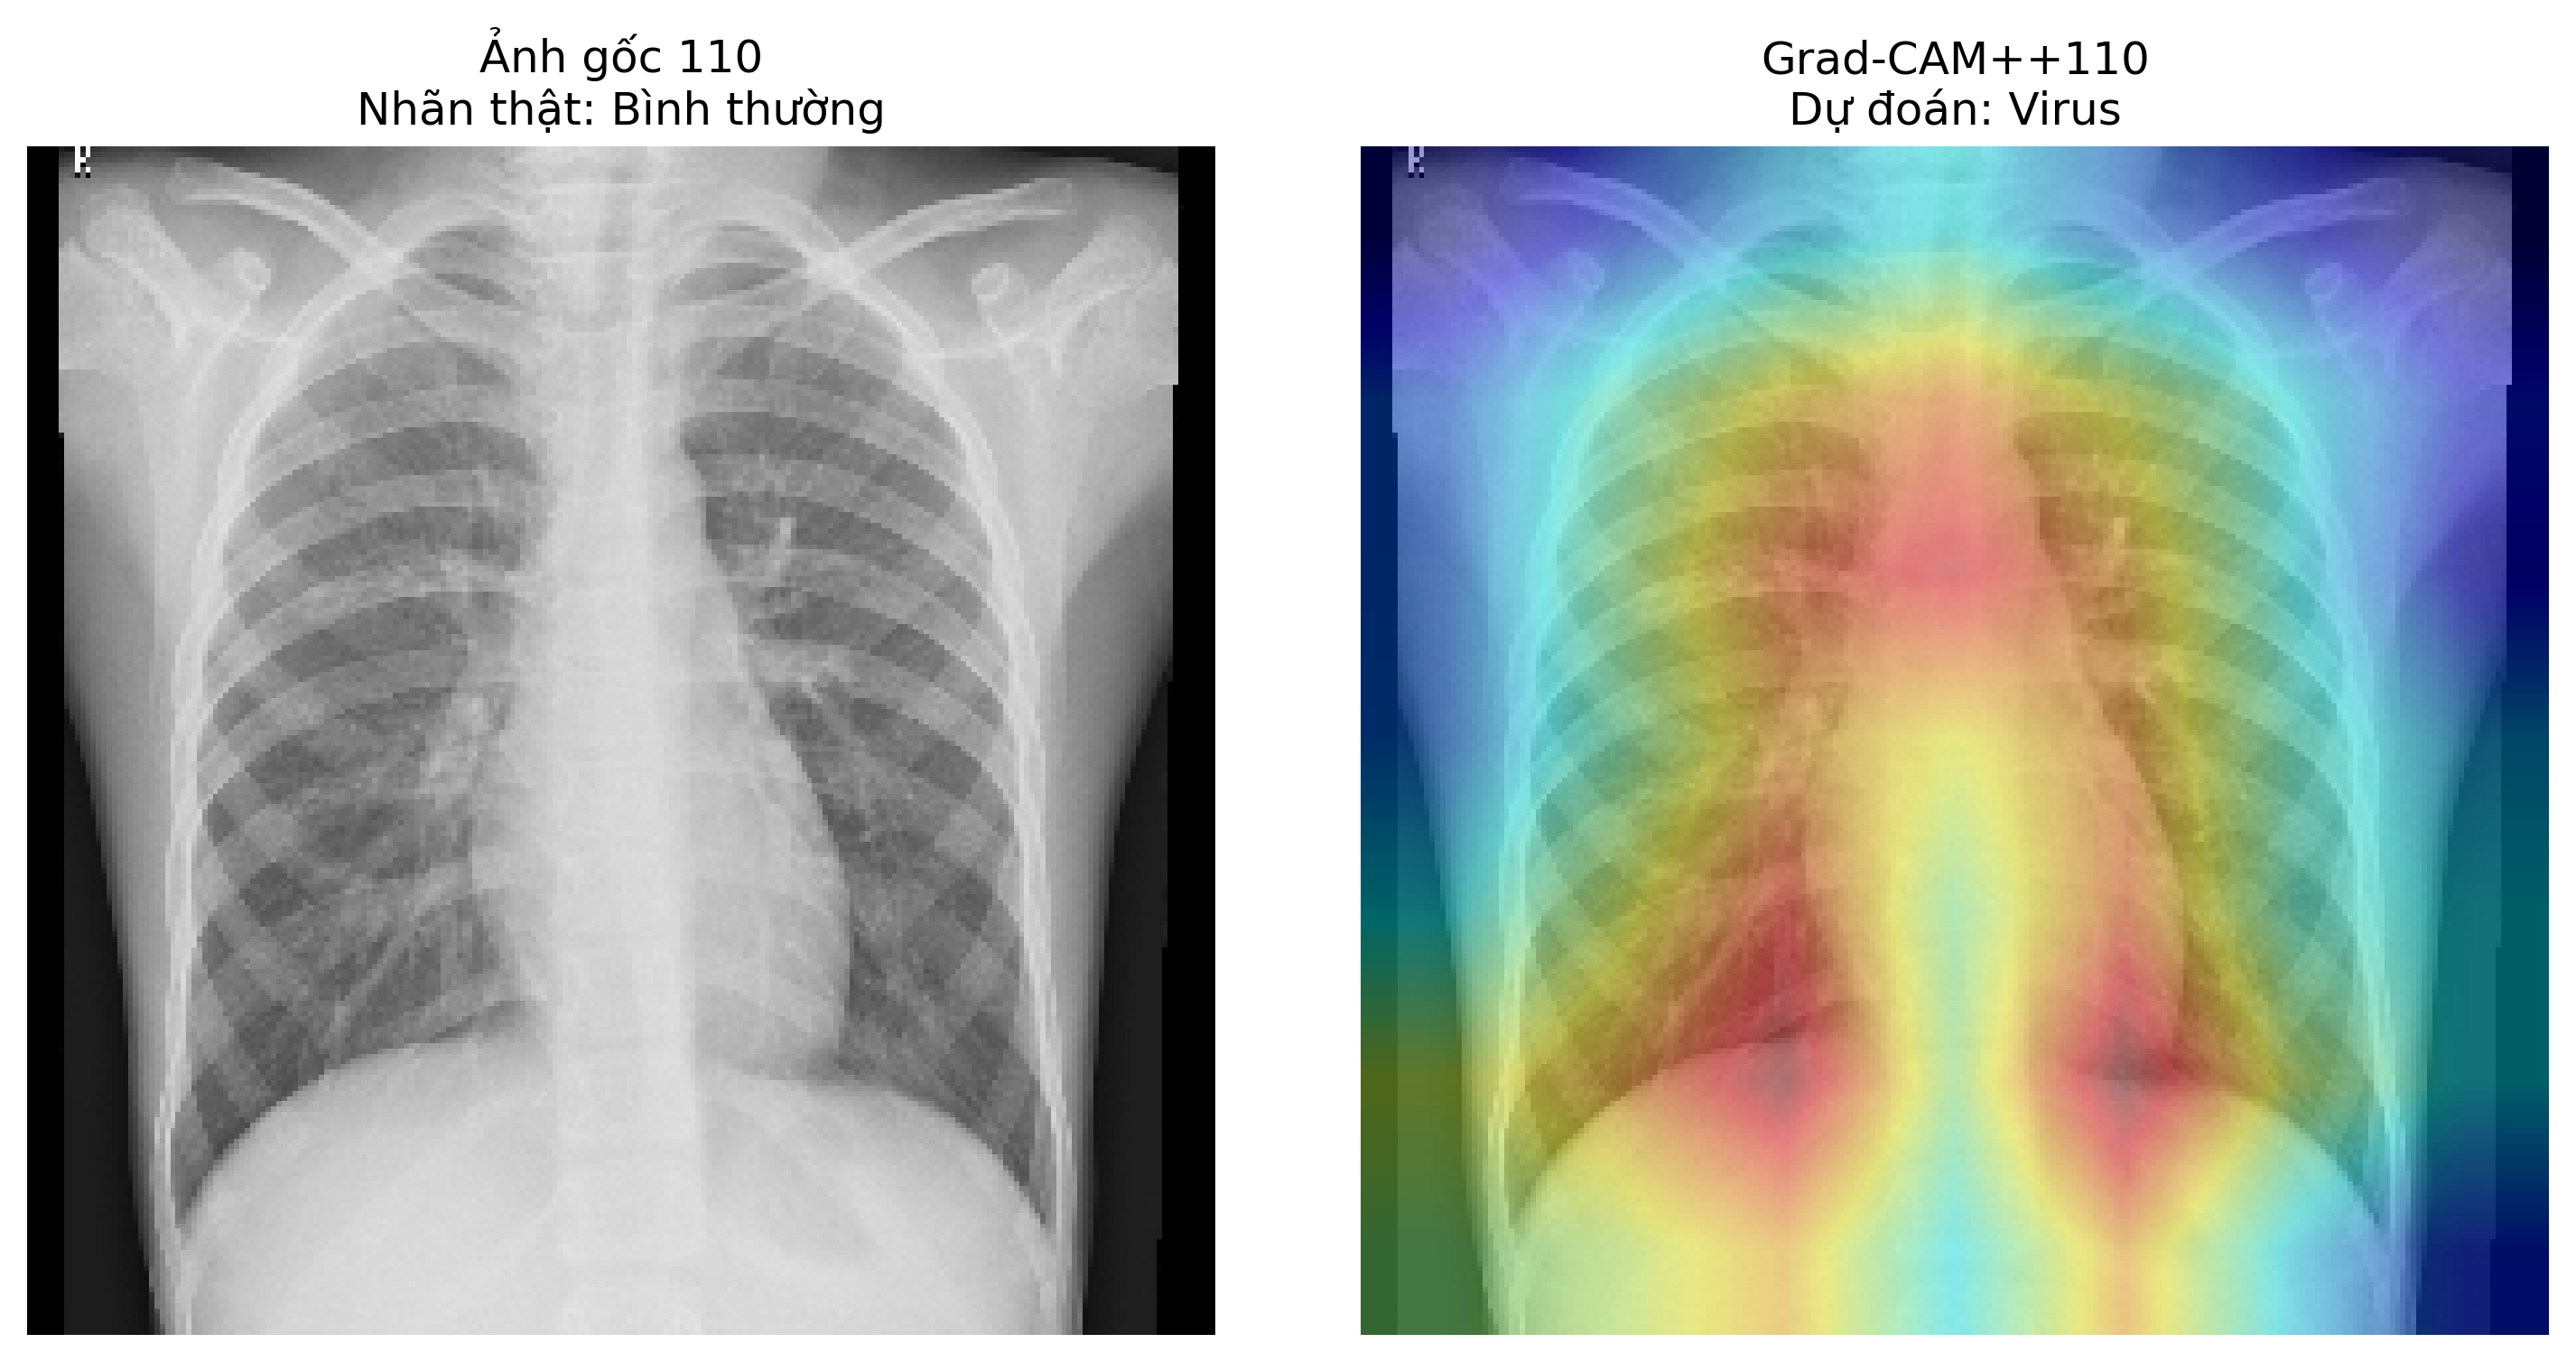 Ảnh gốc 110
Nhãn thật: Bình thường
Grad-CAM++110
Dự đoán: Virus
R